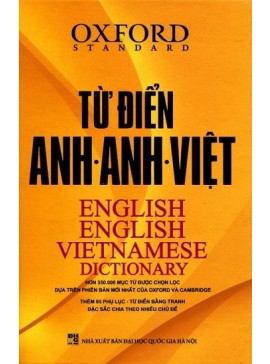 OXFORD
STANDARD
TỪ ĐIỂN
ANH·ANH·VIỆT
ENGLISH
ENGLISH
VIETNAMESE
DICTIONARY
HƠN 350.000 MỤC TỪ ĐƯỢC CHỌN LỌC
DỰA TRÊN PHIÊN BẢN MỚI NHẤT CỦA OXFORD VÀ CAMBRIDGE
THÊM 85 PHỤ LỤC - TỪ ĐIỂN BẰNG TRANH
ĐẶC SẮC CHIA THEO NHIỀU CHỦ ĐỀ
NHÀ XUẤT BẢN ĐẠI HỌC QUỐC GIA HÀ NỘI